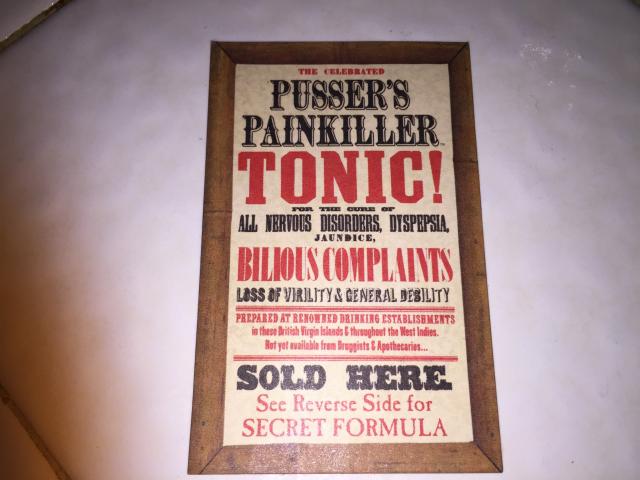 THE CELEBRATED
PUSSER'S
PAINKILLER™
TONIC!
FOR THE CURE OF
ALL NERVOUS DISORDERS, DYSPEPSIA,
JAUNDICE,
BILIOUS COMPLAINTS
LOSS OF VIRILITY & GENERAL DEBILITY
PREPARED AT RENOWNED DRINKING ESTABLISHMENTS
in these British Virgin Islands & throughout the West Indies.
Not yet available from Druggists & Apothecaries...
SOLD HERE.
See Reverse Side for
SECRET FORMULA